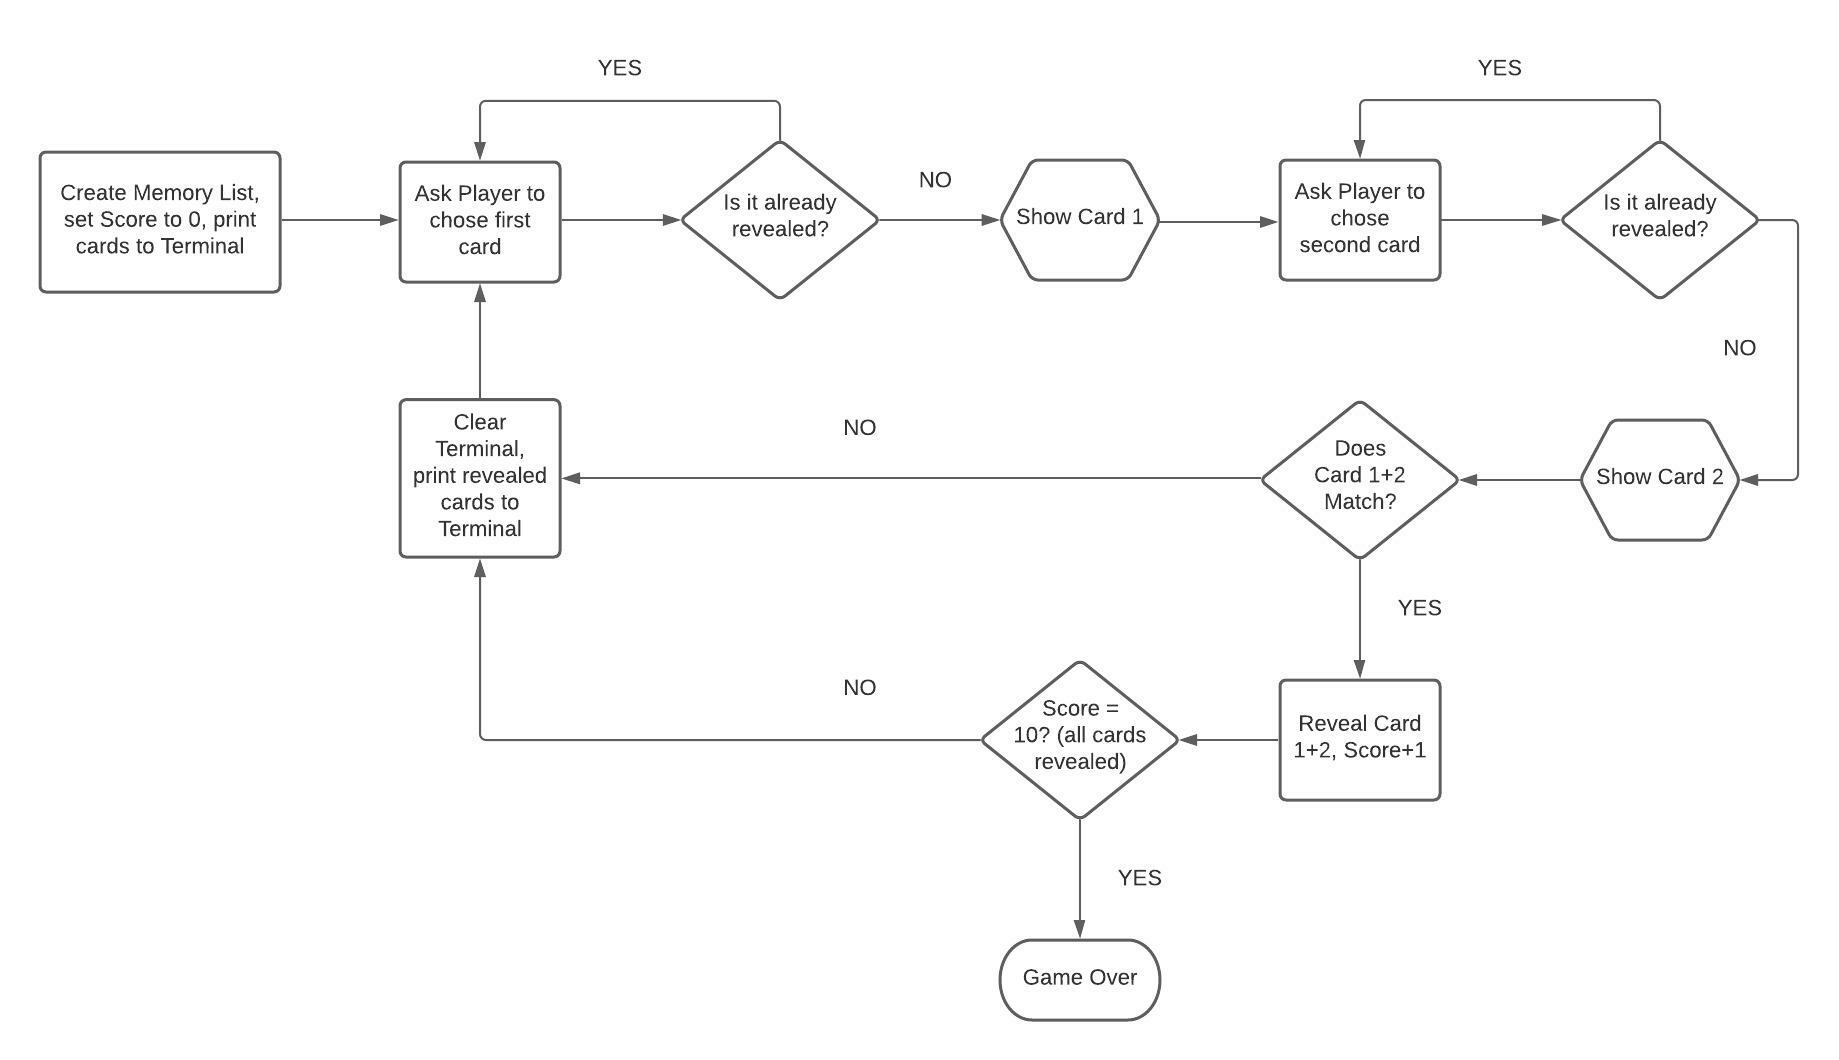 YES
YES
Create Memory List,
set Score to 0, print
cards to Terminal
Ask Player to
chose first
card
Is it already
revealed?
NO
Show Card 1
Ask Player to
chose
second card
Is it already
revealed?
NO
Clear
Terminal,
print revealed
cards to
Terminal
NO
Does
Card 1+2
Match?
Show Card 2
YES
NO
Score =
10? (all cards
revealed)
Reveal Card
1+2, Score+1
YES
Game Over